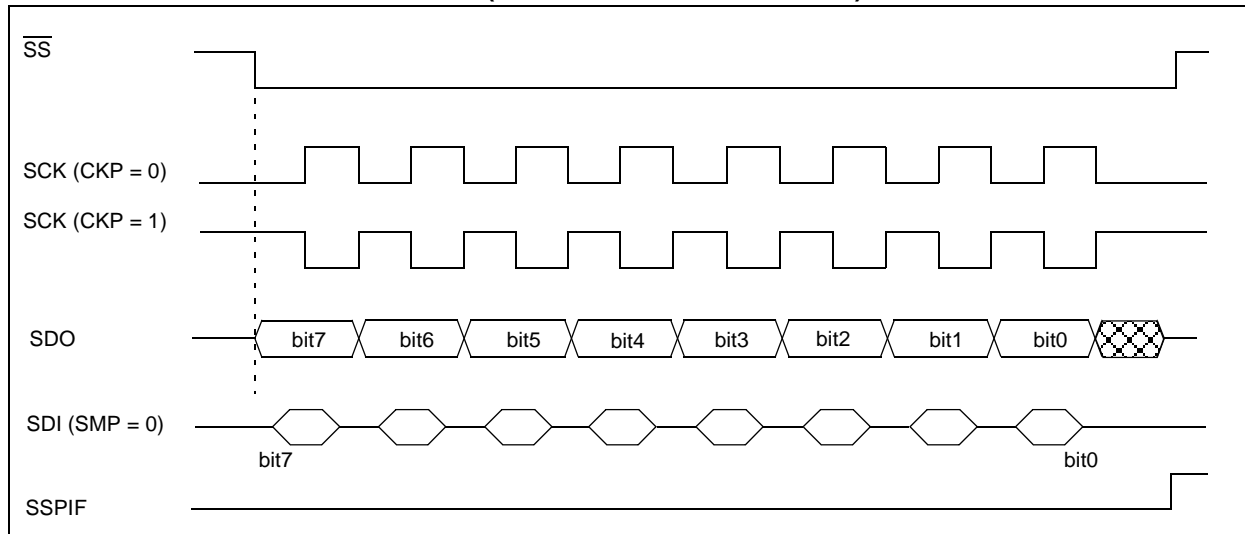 SS
SCK (CKP = 0)
SCK (CKP = 1)
SDO bit7 bit6 bit5 bit4 bit3 bit2 bit1 bit0
SDI (SMP = 0)
bit7 bit0
SSPIF